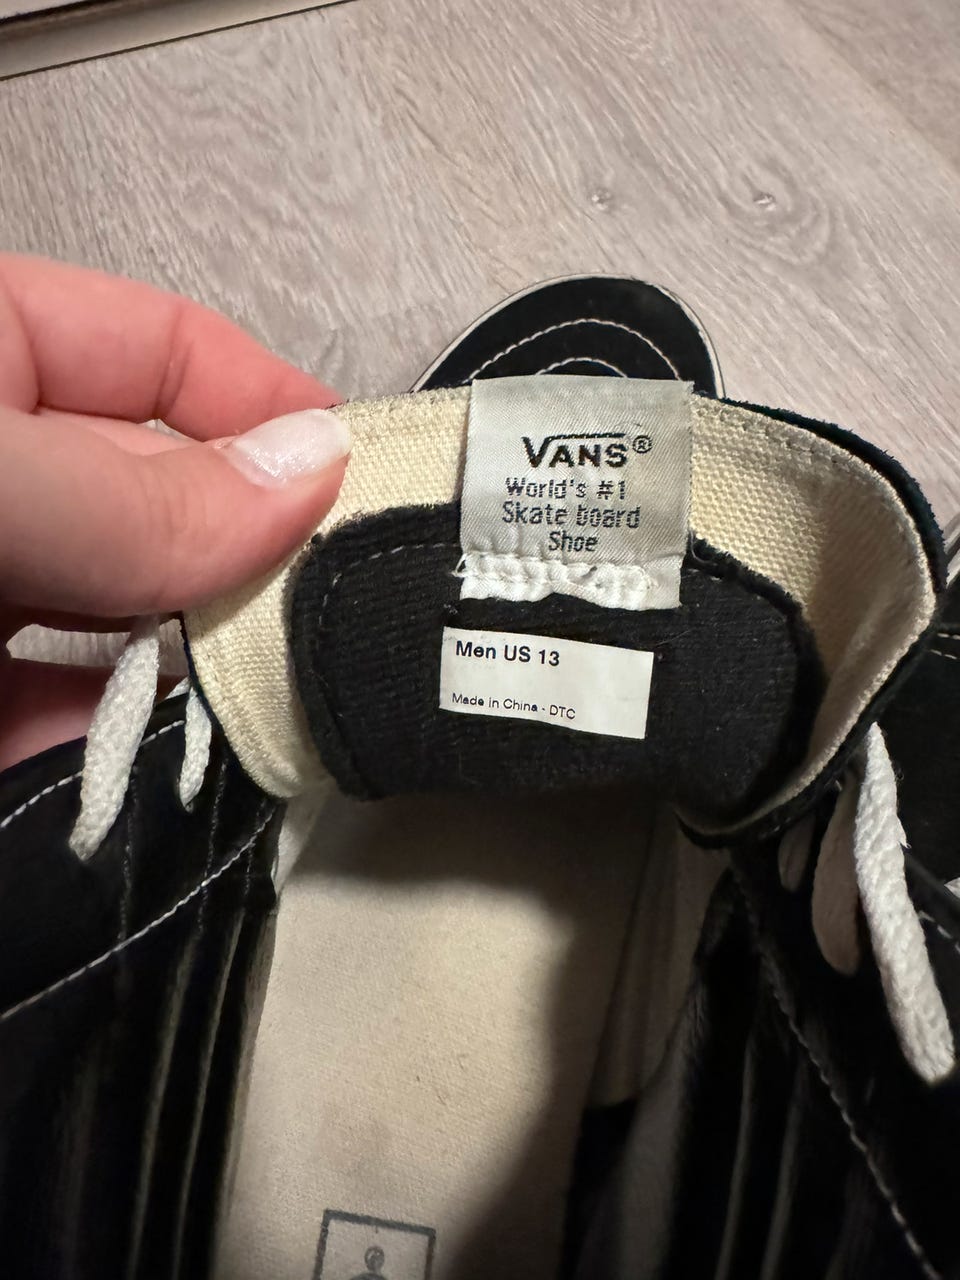 VANS®
World's #1
Skate board
Shoe
Men US 13
Made in China - DTC